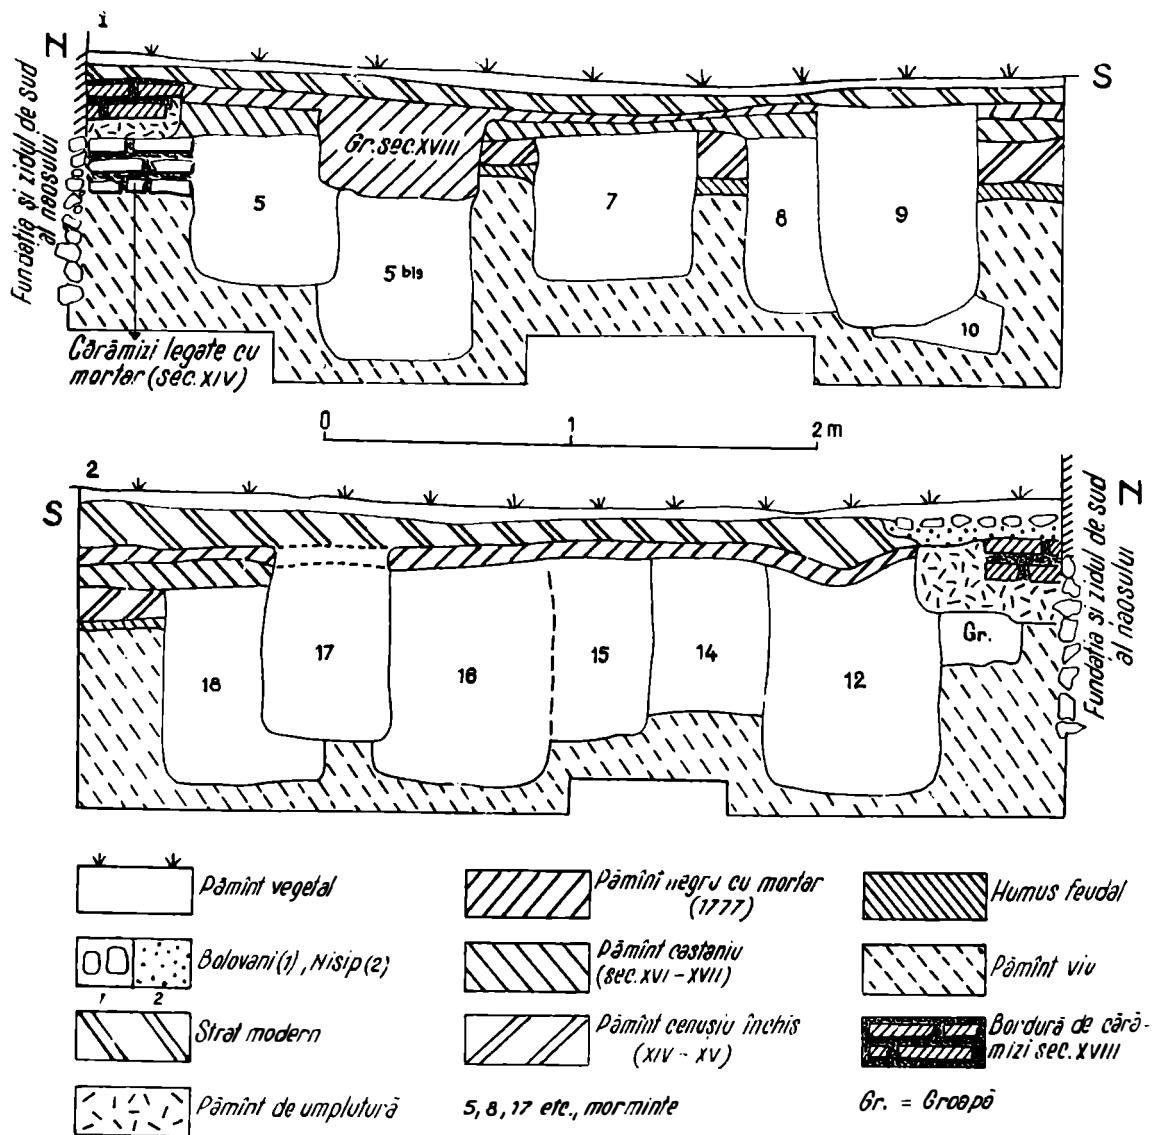 1
N
S
Fundația și zidul de sud
al naosului
Gr. sec. XVIII
5
5 bis
7
8
9
10
Cărămizi legate cu
mortar (sec. XIV)
0
1
2 m
2
S
N
Fundația și zidul de sud
al naosului
18
17
16
15
14
12
Gr.
Pămînt vegetal
Bolovani (1), Nisip (2)
1 2
Strat modern
Pămînt de umplutură
Pămînt negru cu mortar
(1777)
Pămînt castaniu
(sec. XVI - XVII)
Pămînt cenușiu închis
(XIV - XV)
5, 8, 17 etc., morminte
Humus feudal
Pămînt viu
Bordură de cără-
mizi sec. XVIII
Gr. = Groapă